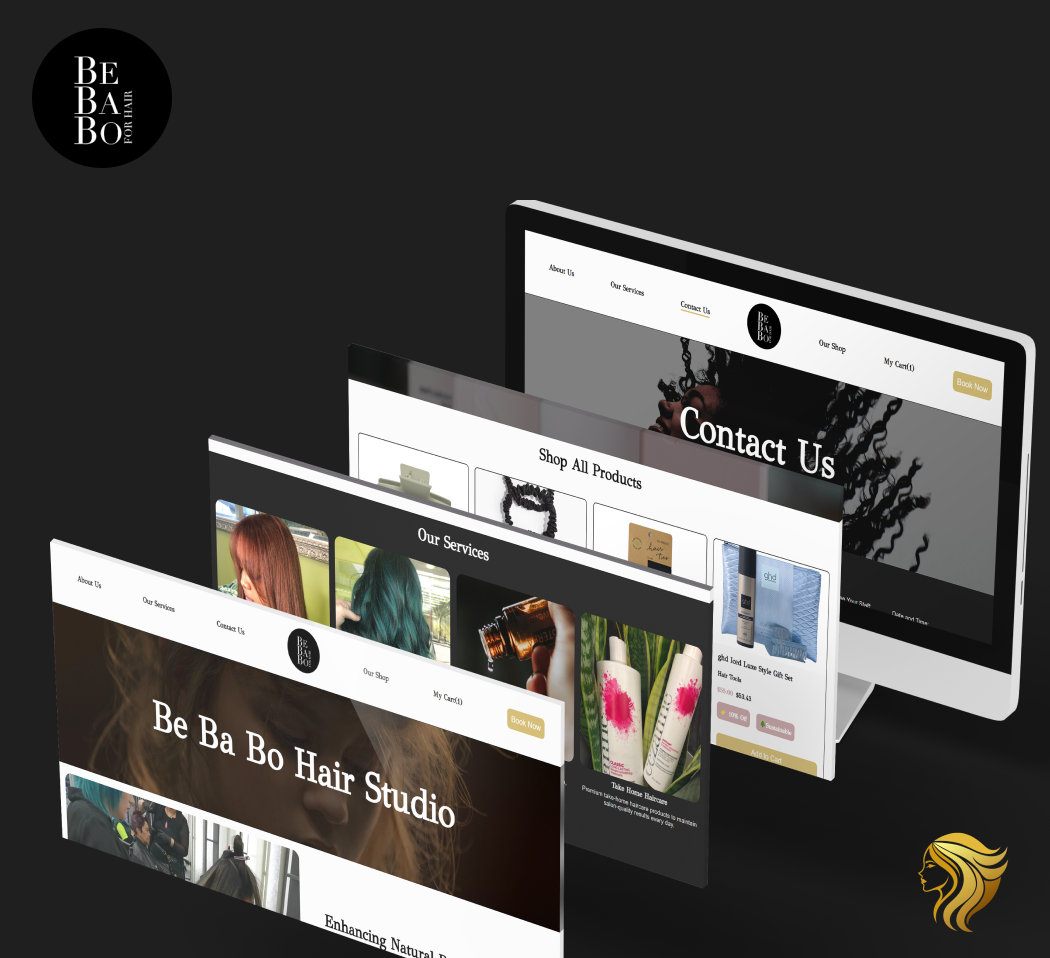 BE
BA
BO
FOR HAIR
About Us
Our Services
Contact Us
BE
BA
BO
Our Shop
My Cart(1)
Book Now
Contact Us
Date and Time
Shop All Products
ghd
ghd Iced Luxe Style Gift Set
Hair Tools
$53.43
10% Off
Sustainable
Add to Cart
Our Services
CLASSIC
Take Home Haircare
Premium take-home haircare products to maintain
salon-quality results every day.
About Us
Our Services
Contact Us
BE
BA
BO
Our Shop
My Cart(1)
Book Now
Be Ba Bo Hair Studio
Enhancing Natural